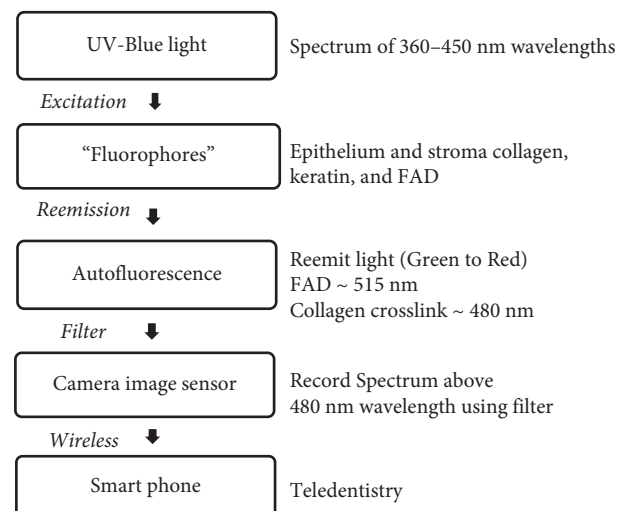 UV-Blue light
Spectrum of 360–450 nm wavelengths
Excitation
“Fluorophores”
Epithelium and stroma collagen,
keratin, and FAD
Reemission
Autofluorescence
Reemit light (Green to Red)
FAD ~ 515 nm
Collagen crosslink ~ 480 nm
Filter
Camera image sensor
Record Spectrum above
480 nm wavelength using filter
Wireless
Smart phone
Teledentistry